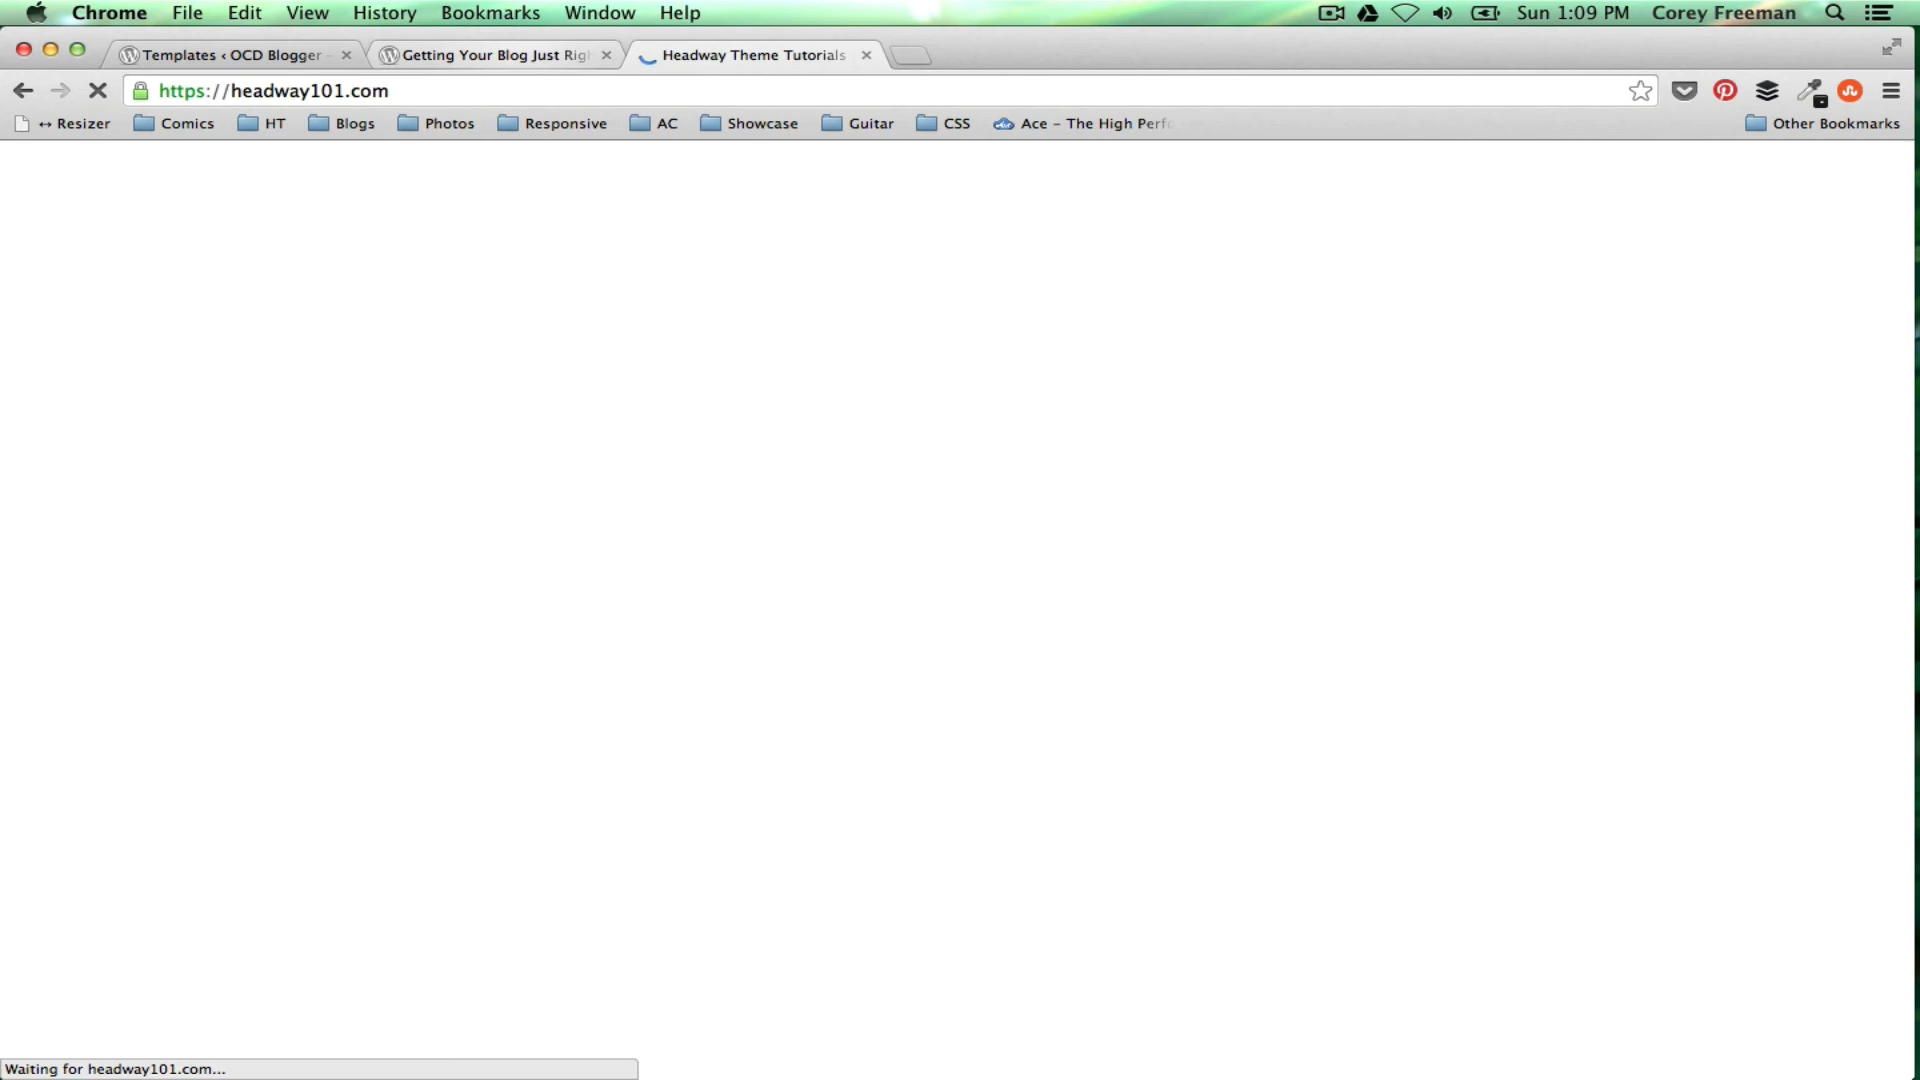 Chrome File Edit View History Bookmarks Window Help Sun 1:09 PM Corey Freeman
Templates ‹ OCD Blogger Getting Your Blog Just Righ Headway Theme Tutorials
https://headway101.com
↔ Resizer Comics HT Blogs Photos Responsive AC Showcase Guitar CSS Ace – The High Perfo Other Bookmarks
Waiting for headway101.com...